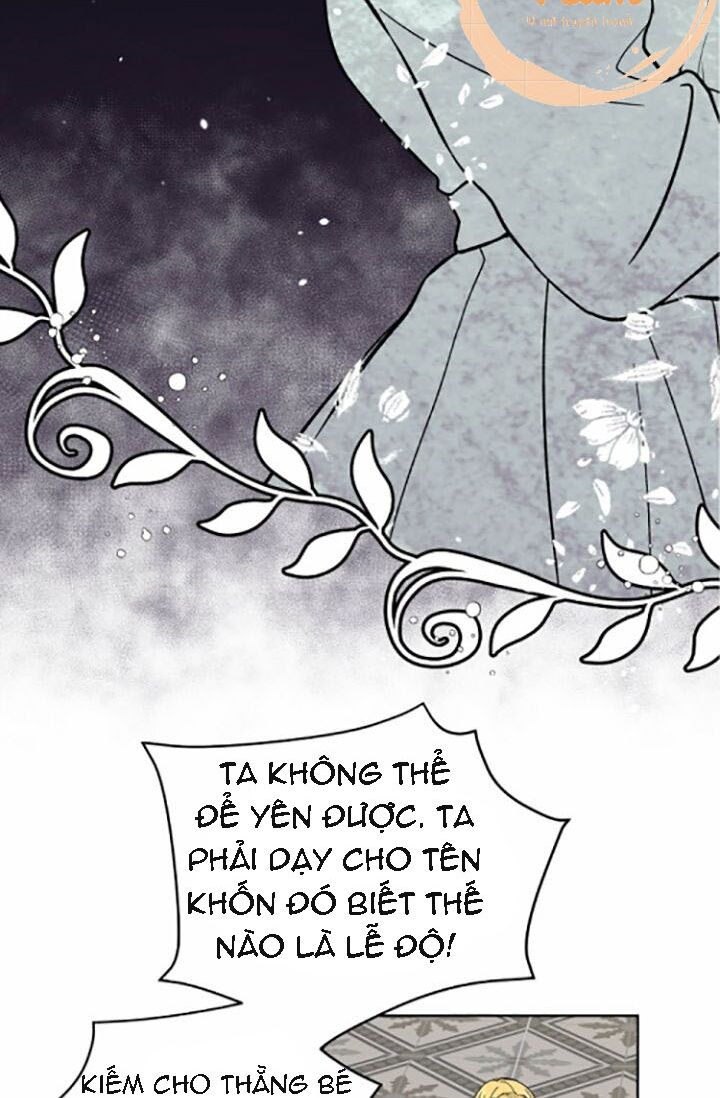 TA KHÔNG THỂ
ĐỂ YÊN ĐƯỢC. TA
PHẢI DẠY CHO TÊN
KHỐN ĐÓ BIẾT THẾ
NÀO LÀ LỄ ĐỘ!
KIẾM CHO THẰNG BÉ